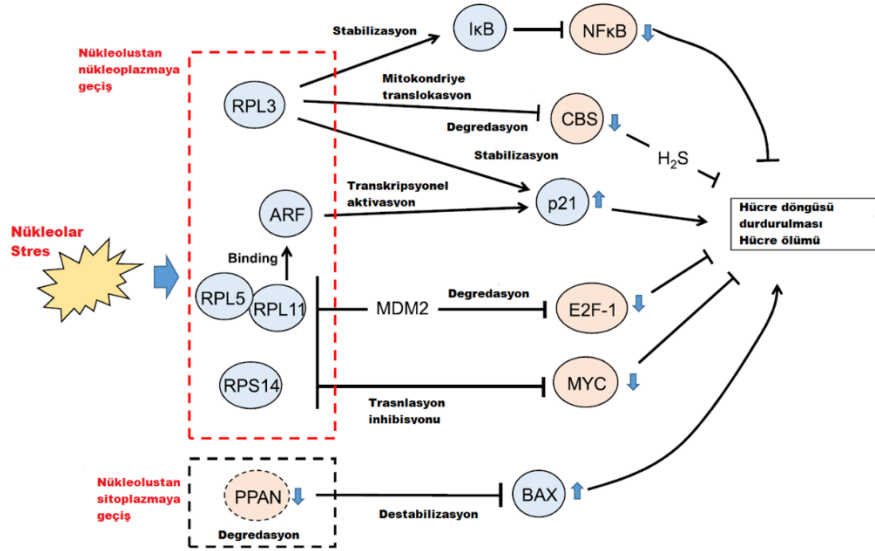 Nükleolustan
nükleoplazmaya
geçiş
Stabilizasyon
IκB
NFκB
RPL3
Mitokondriye
translokasyon
Degredasyon
CBS
Stabilizasyon
H₂S
ARF
Transkripsyonel
aktivasyon
p21
Hücre döngüsü
durdurulması
Hücre ölümü
Nükleolar
Stres
Binding
RPL5
RPL11
MDM2
Degredasyon
E2F-1
RPS14
Trasnlasyon
inhibisyonu
MYC
Nükleolustan
sitoplazmaya
geçiş
PPAN
Degredasyon
Destabilizasyon
BAX